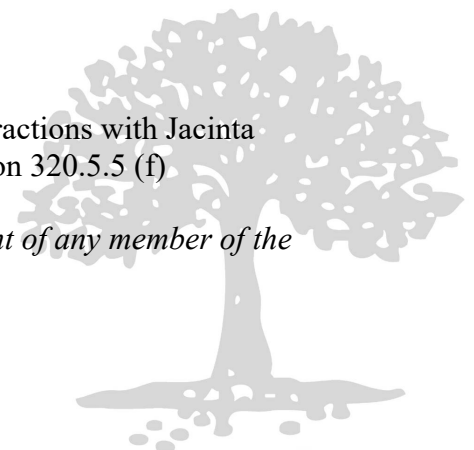 ractions with Jacinta
on 320.5.5 (f)
nt of any member of the